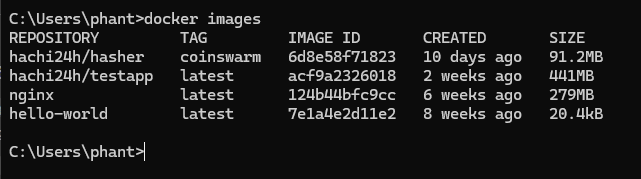 C:\Users\phant>docker images
REPOSITORY TAG IMAGE ID CREATED SIZE
hachi24h/hasher coinswarm 6d8e58f71823 10 days ago 91.2MB
hachi24h/testapp latest acf9a2326018 2 weeks ago 441MB
nginx latest 124b44bfc9cc 6 weeks ago 279MB
hello-world latest 7e1a4e2d11e2 8 weeks ago 20.4kB
C:\Users\phant>